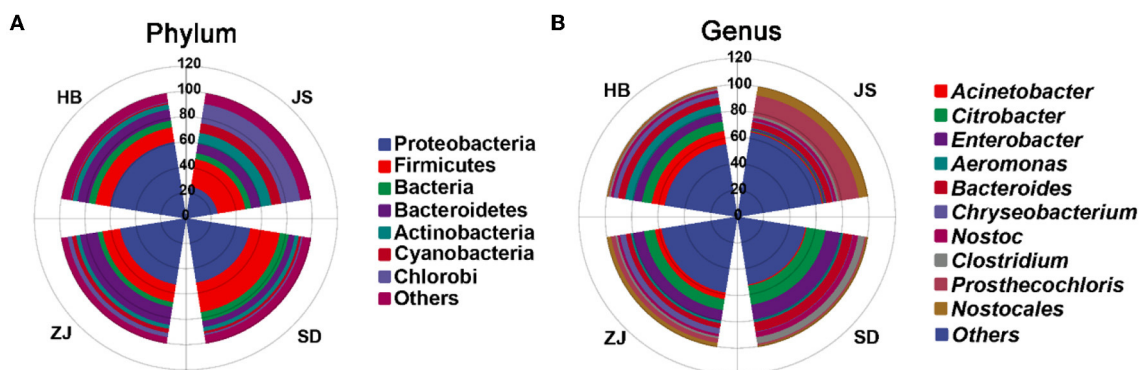 A
Phylum
HB
JS
120
100
80
60
40
20
0
ZJ
SD
Proteobacteria
Firmicutes
Bacteria
Bacteroidetes
Actinobacteria
Cyanobacteria
Chlorobi
Others
B
Genus
HB
JS
120
100
80
60
40
20
0
ZJ
SD
Acinetobacter
Citrobacter
Enterobacter
Aeromonas
Bacteroides
Chryseobacterium
Nostoc
Clostridium
Prosthecochloris
Nostocales
Others